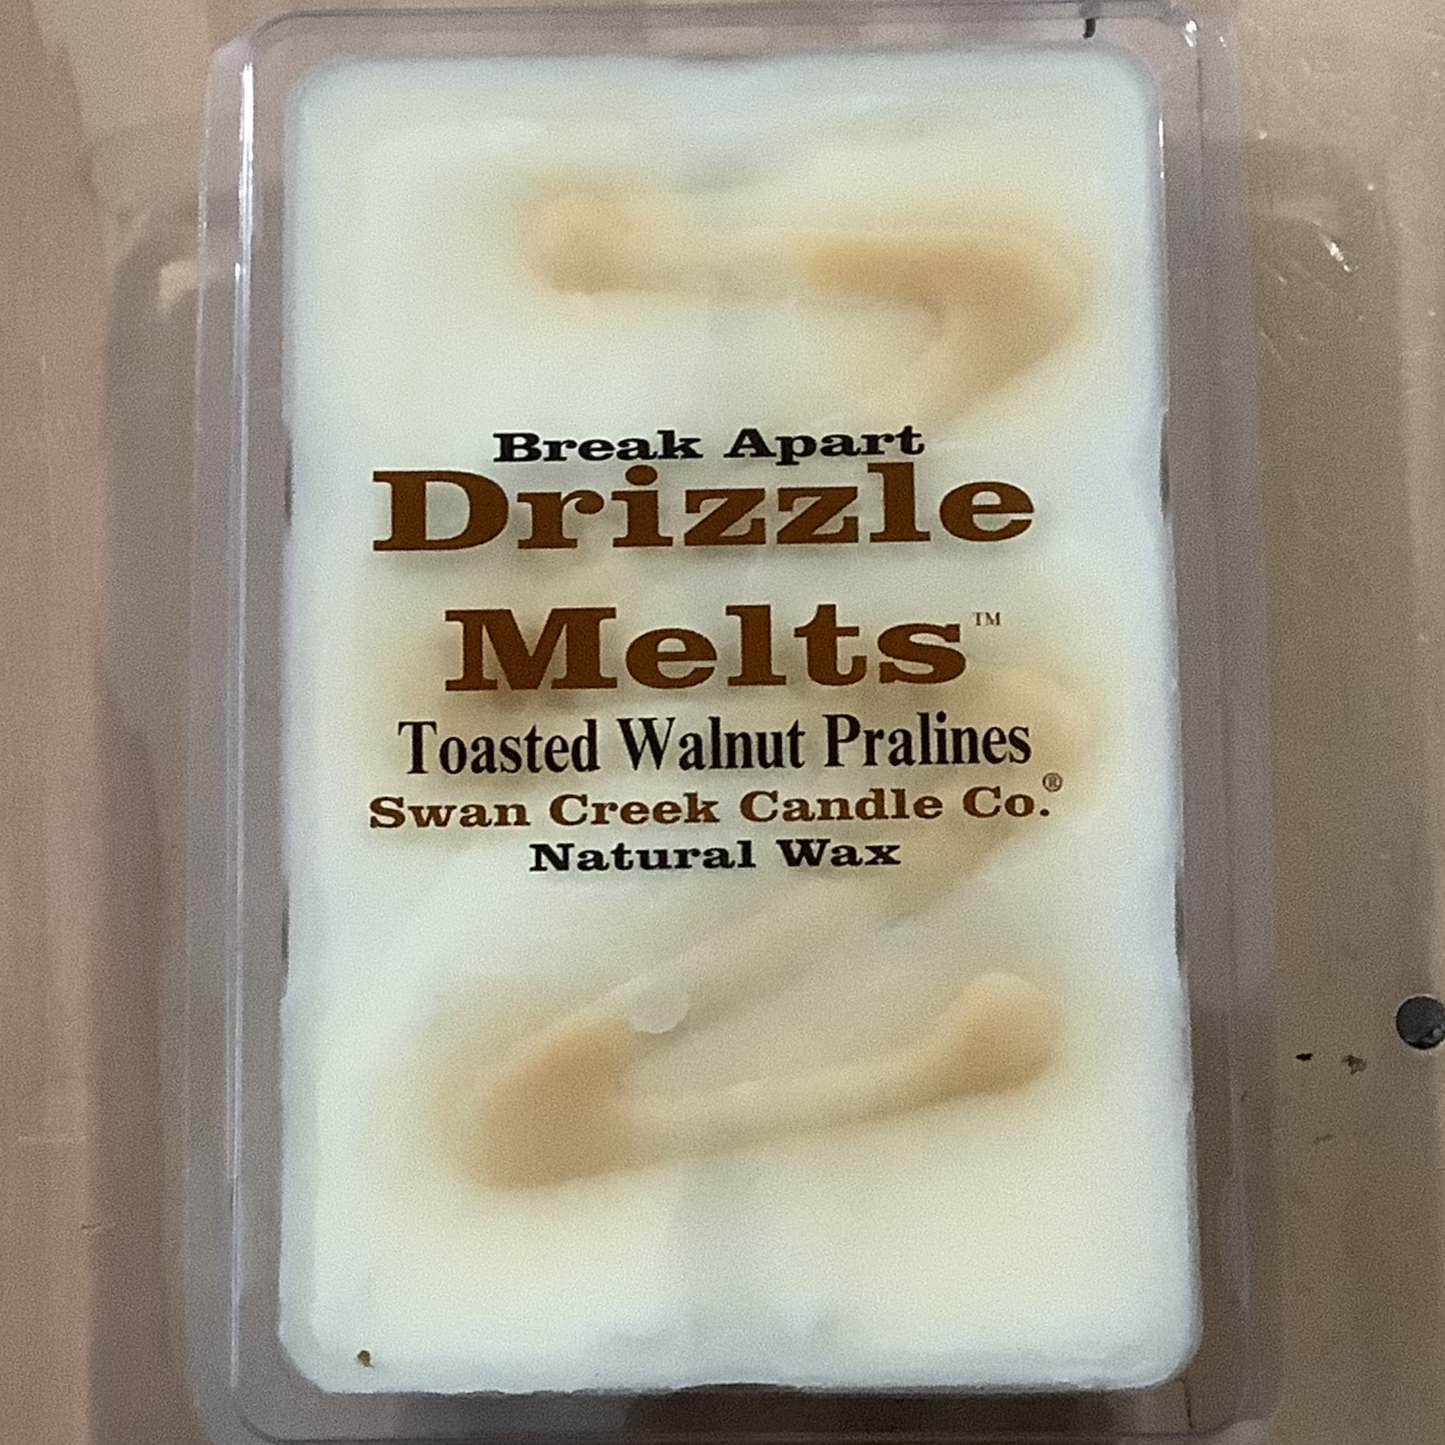 Break Apart
Drizzle
Melts™
Toasted Walnut Pralines
Swan Creek Candle Co.®
Natural Wax